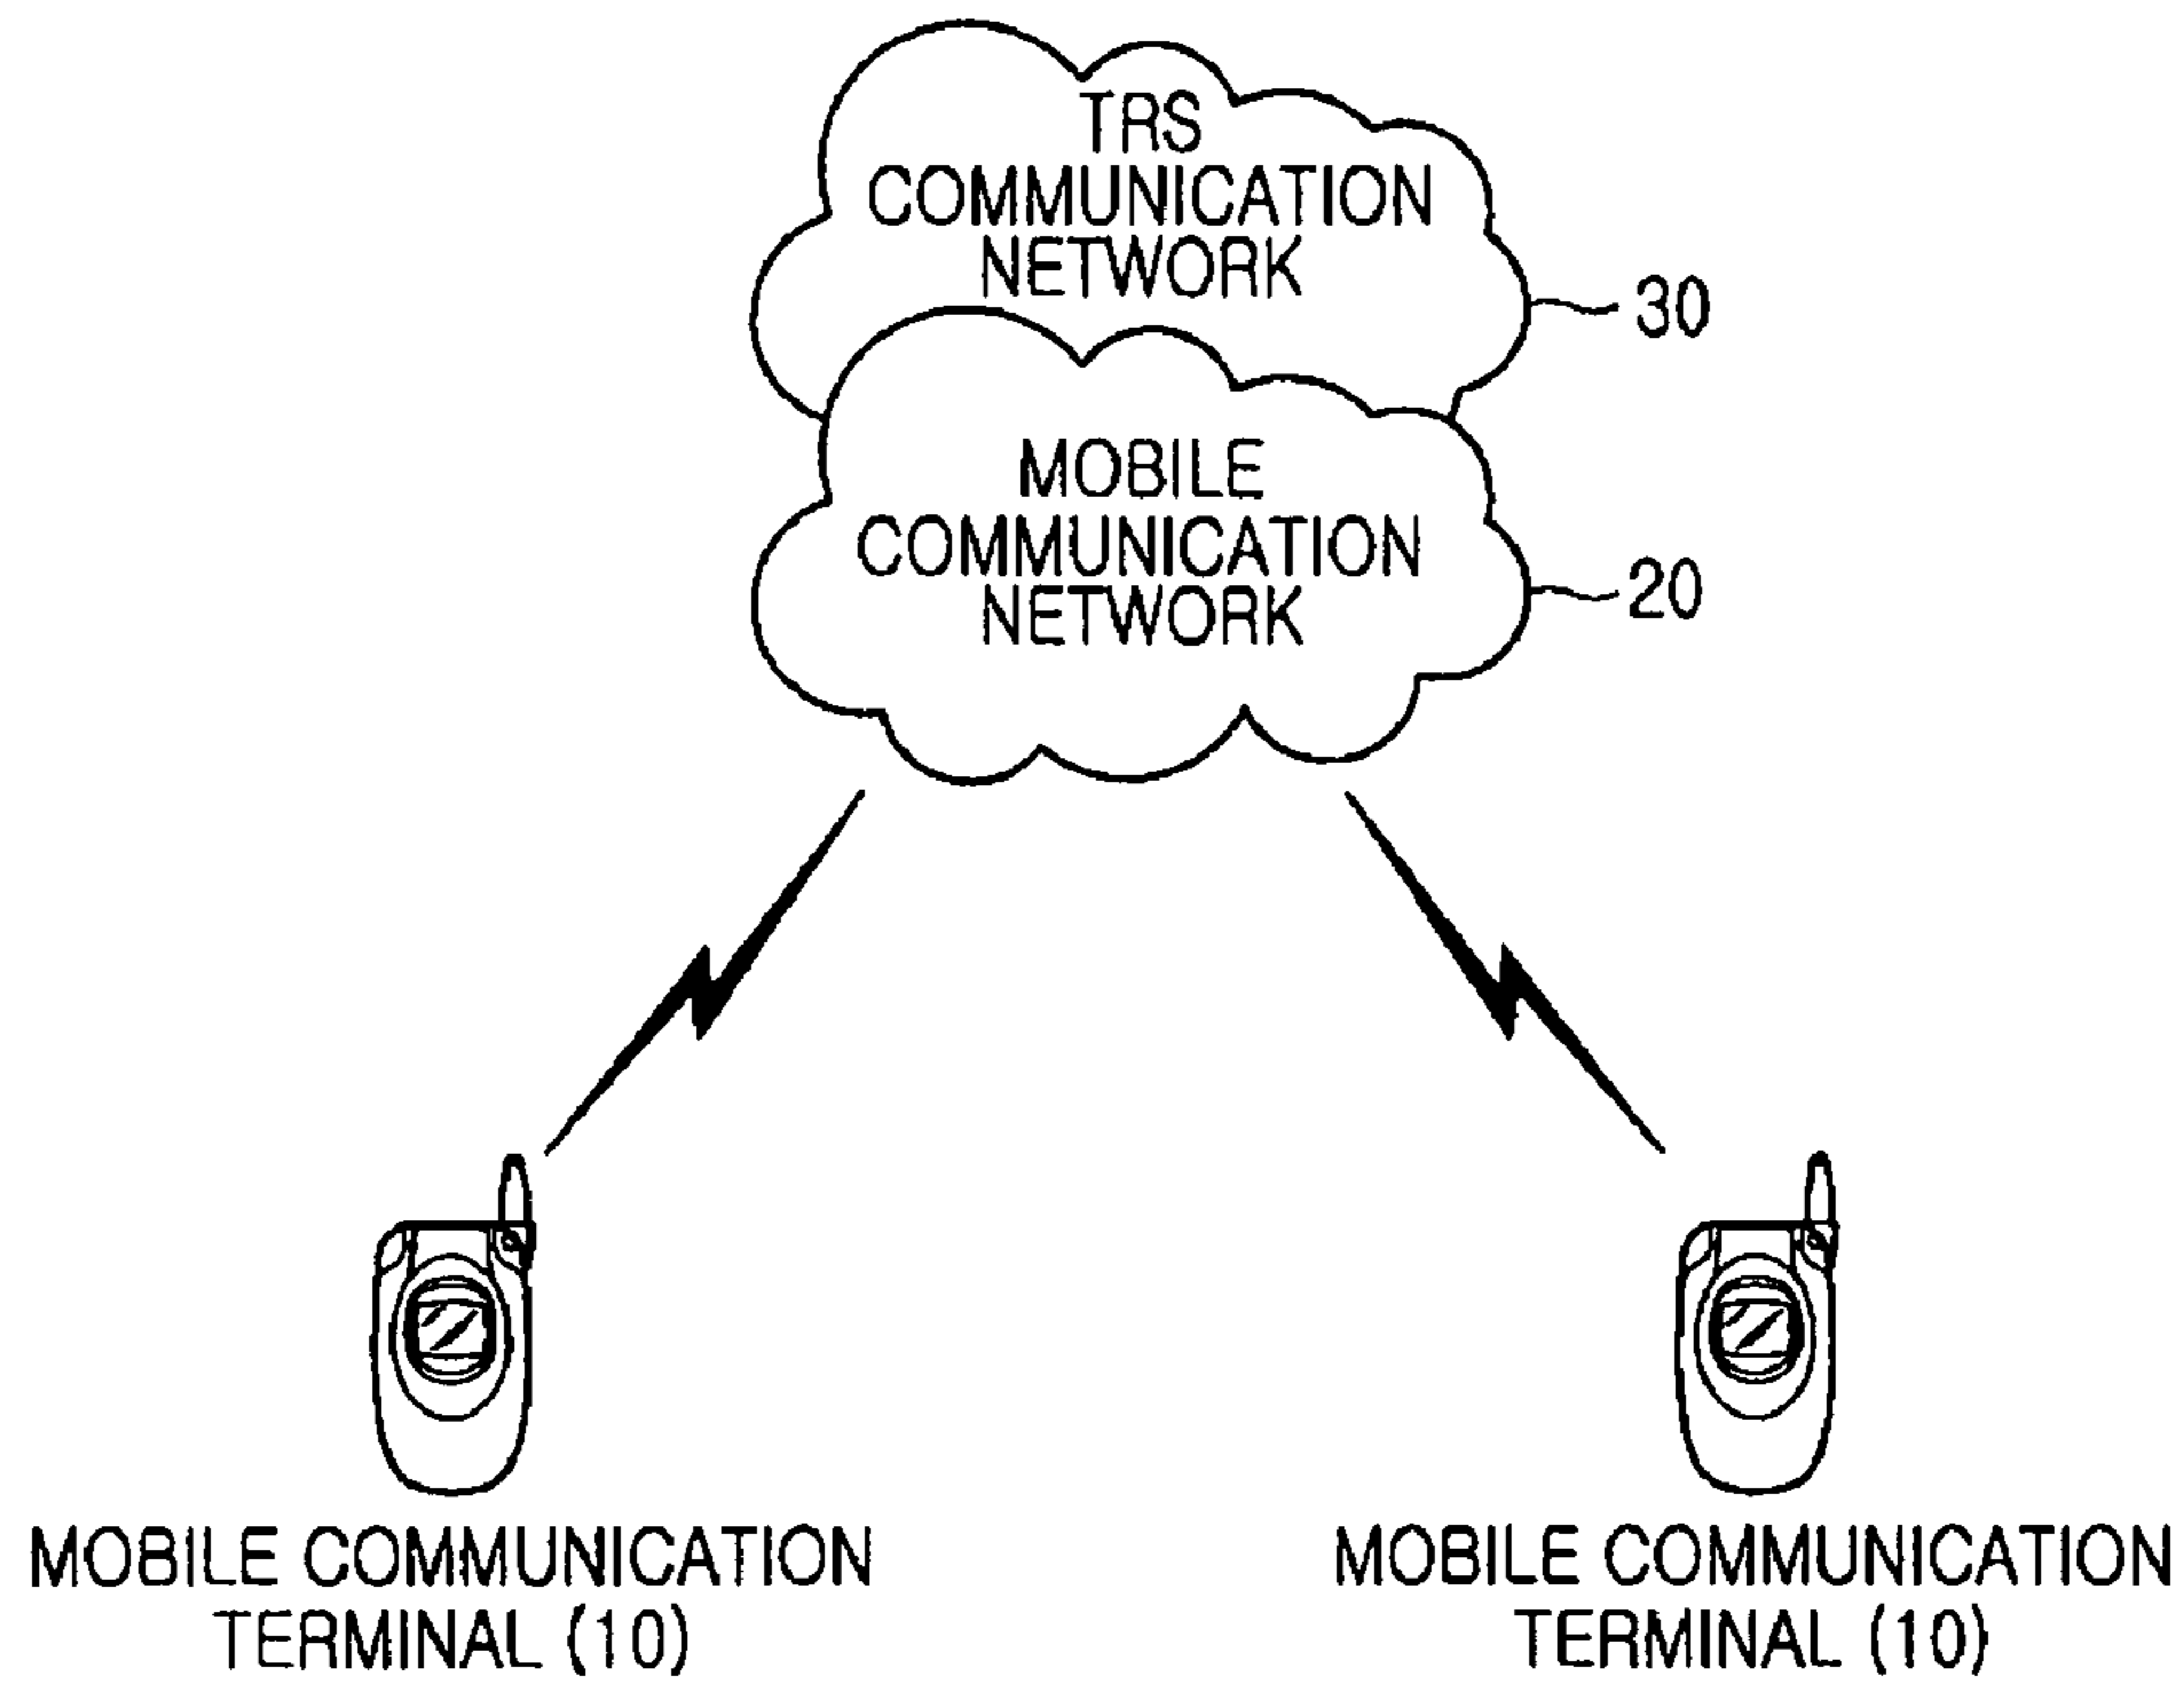 TRS
COMMUNICATION
NETWORK
30
MOBILE
COMMUNICATION
NETWORK
20
MOBILE COMMUNICATION
TERMINAL (10)
MOBILE COMMUNICATION
TERMINAL (10)